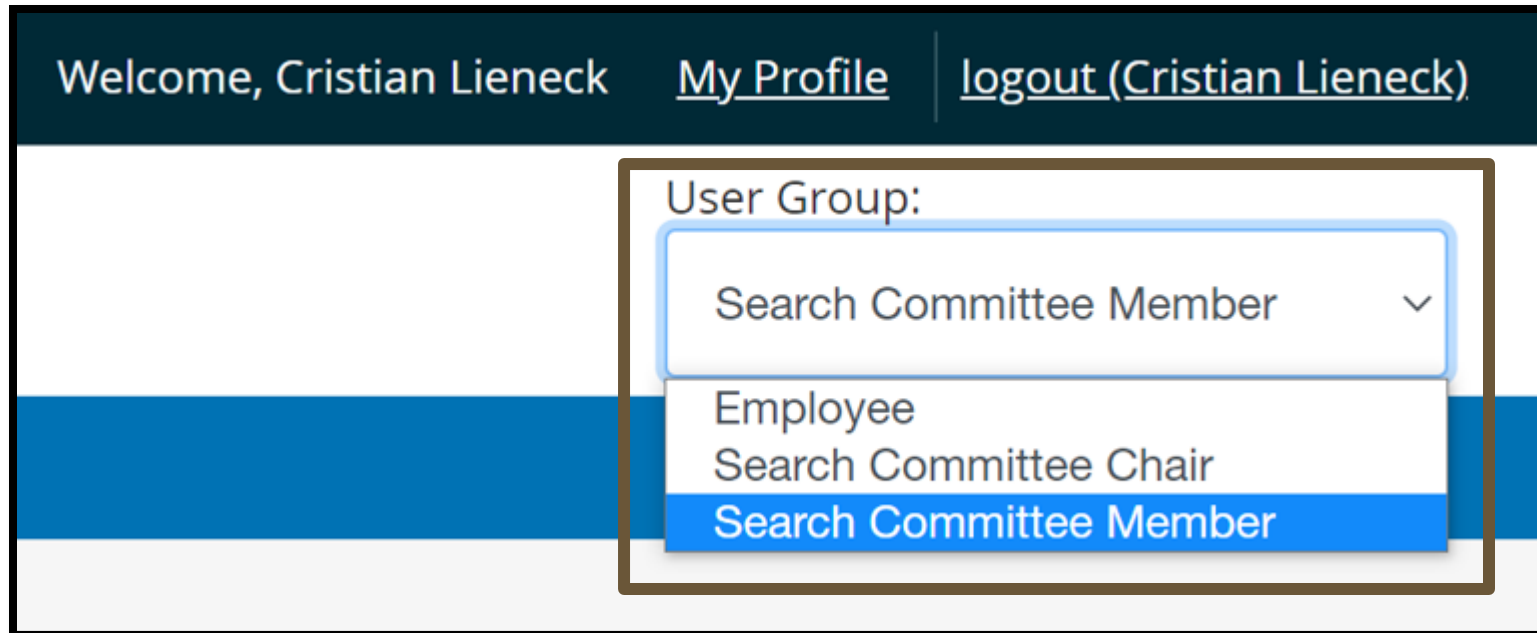 Welcome, Cristian Lieneck My Profile logout (Cristian Lieneck)
User Group:
Search Committee Member
Employee
Search Committee Chair
Search Committee Member